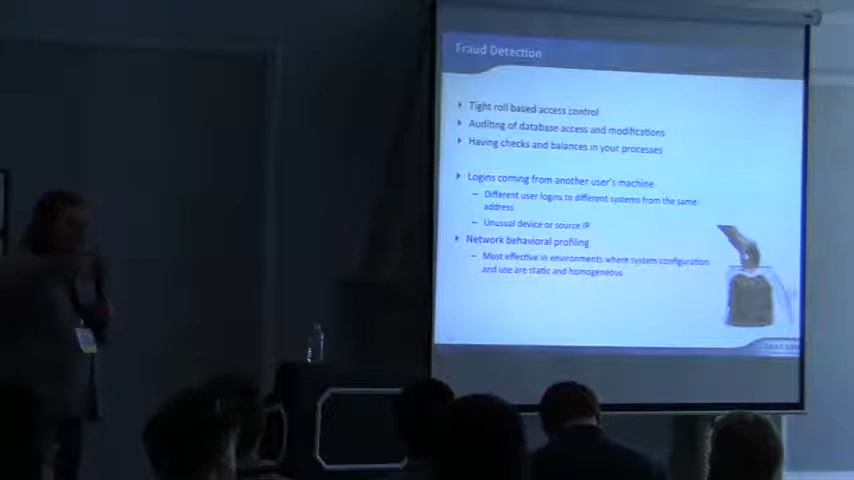 Fraud Detection
Tight roll based access control
Auditing of database access and modifications
Having checks and balances in your processes
Logins coming from another user's machine
– Different user logins to different systems from the same
address
– Unusual device or source IP
Network behavioral profiling
– Most effective in environments where system configuration
and use are static and homogeneous